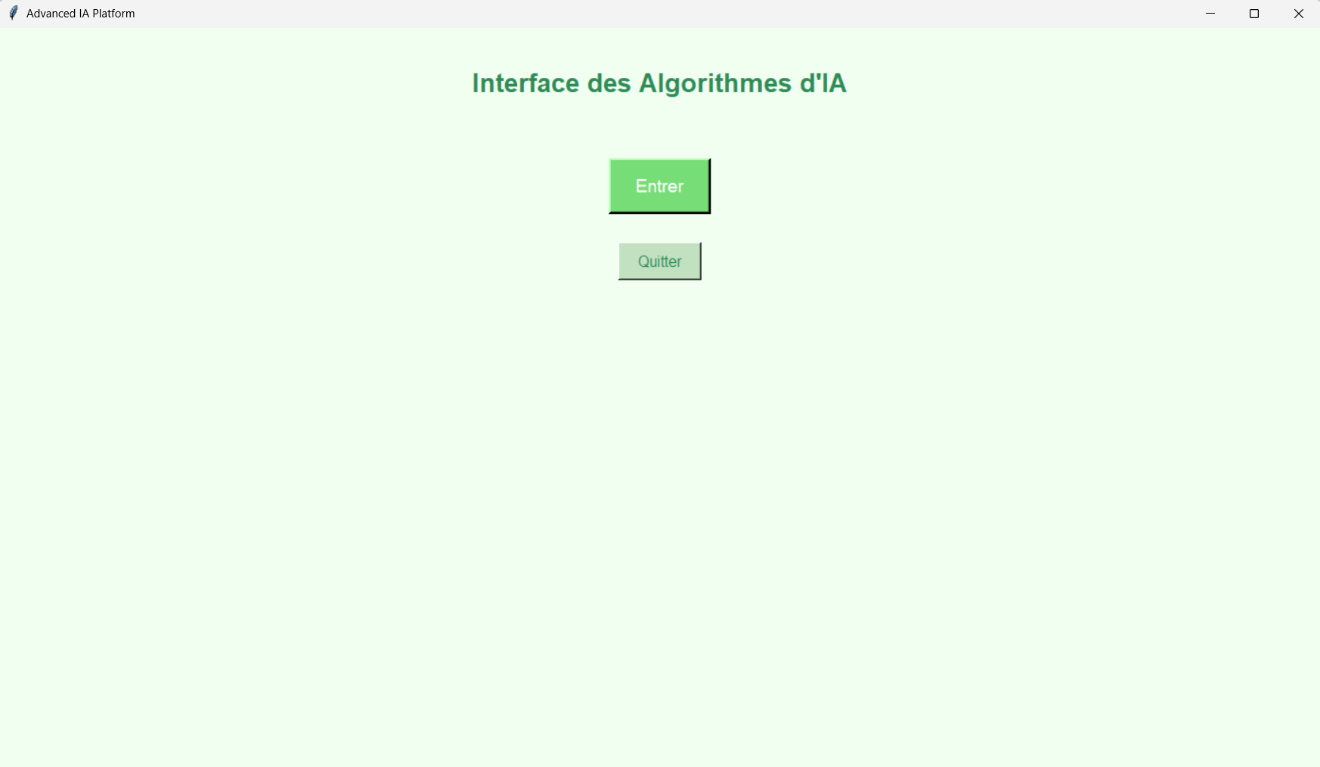 Advanced IA Platform
Interface des Algorithmes d'IA
Entrer
Quitter